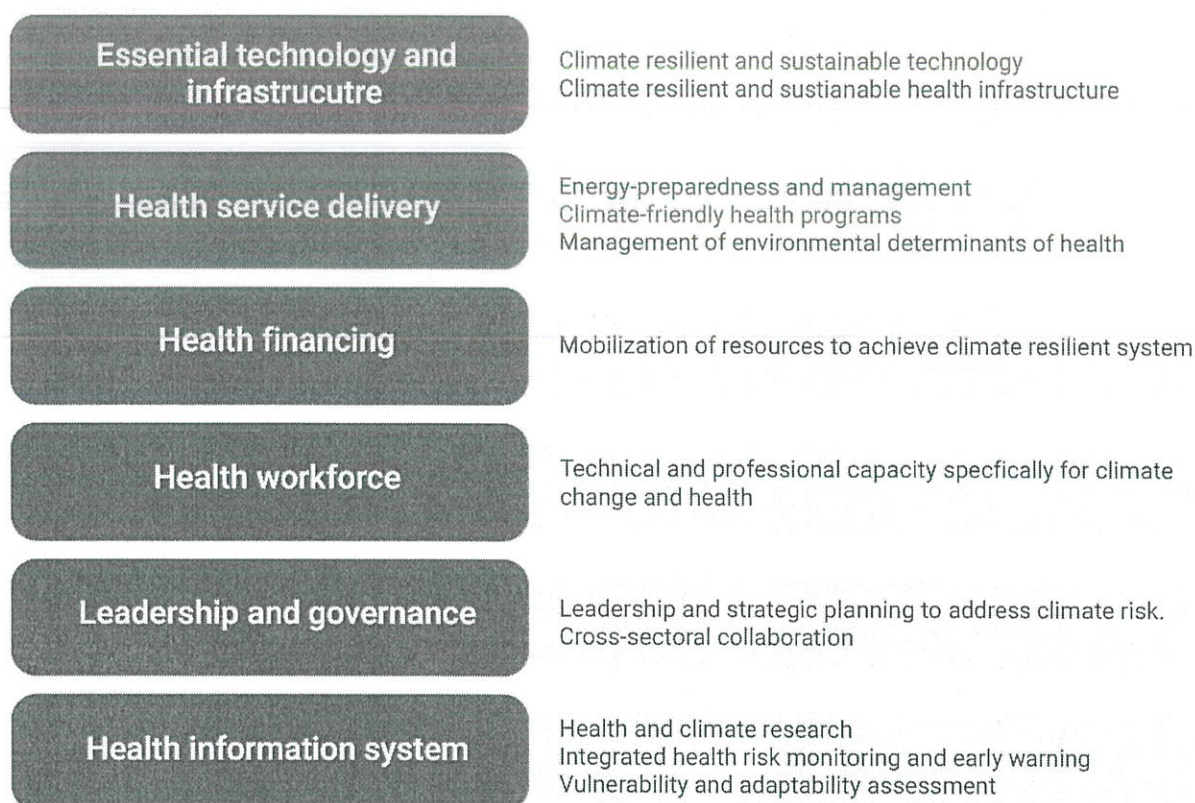 Essential technology and
infrastrucutre
Climate resilient and sustainable technology
Climate resilient and sustianable health infrastructure
Health service delivery
Energy-preparedness and management
Climate-friendly health programs
Management of environmental determinants of health
Health financing
Mobilization of resources to achieve climate resilient system
Health workforce
Technical and professional capacity specfically for climate
change and health
Leadership and governance
Leadership and strategic planning to address climate risk.
Cross-sectoral collaboration
Health information system
Health and climate research
Integrated health risk monitoring and early warning
Vulnerability and adaptability assessment